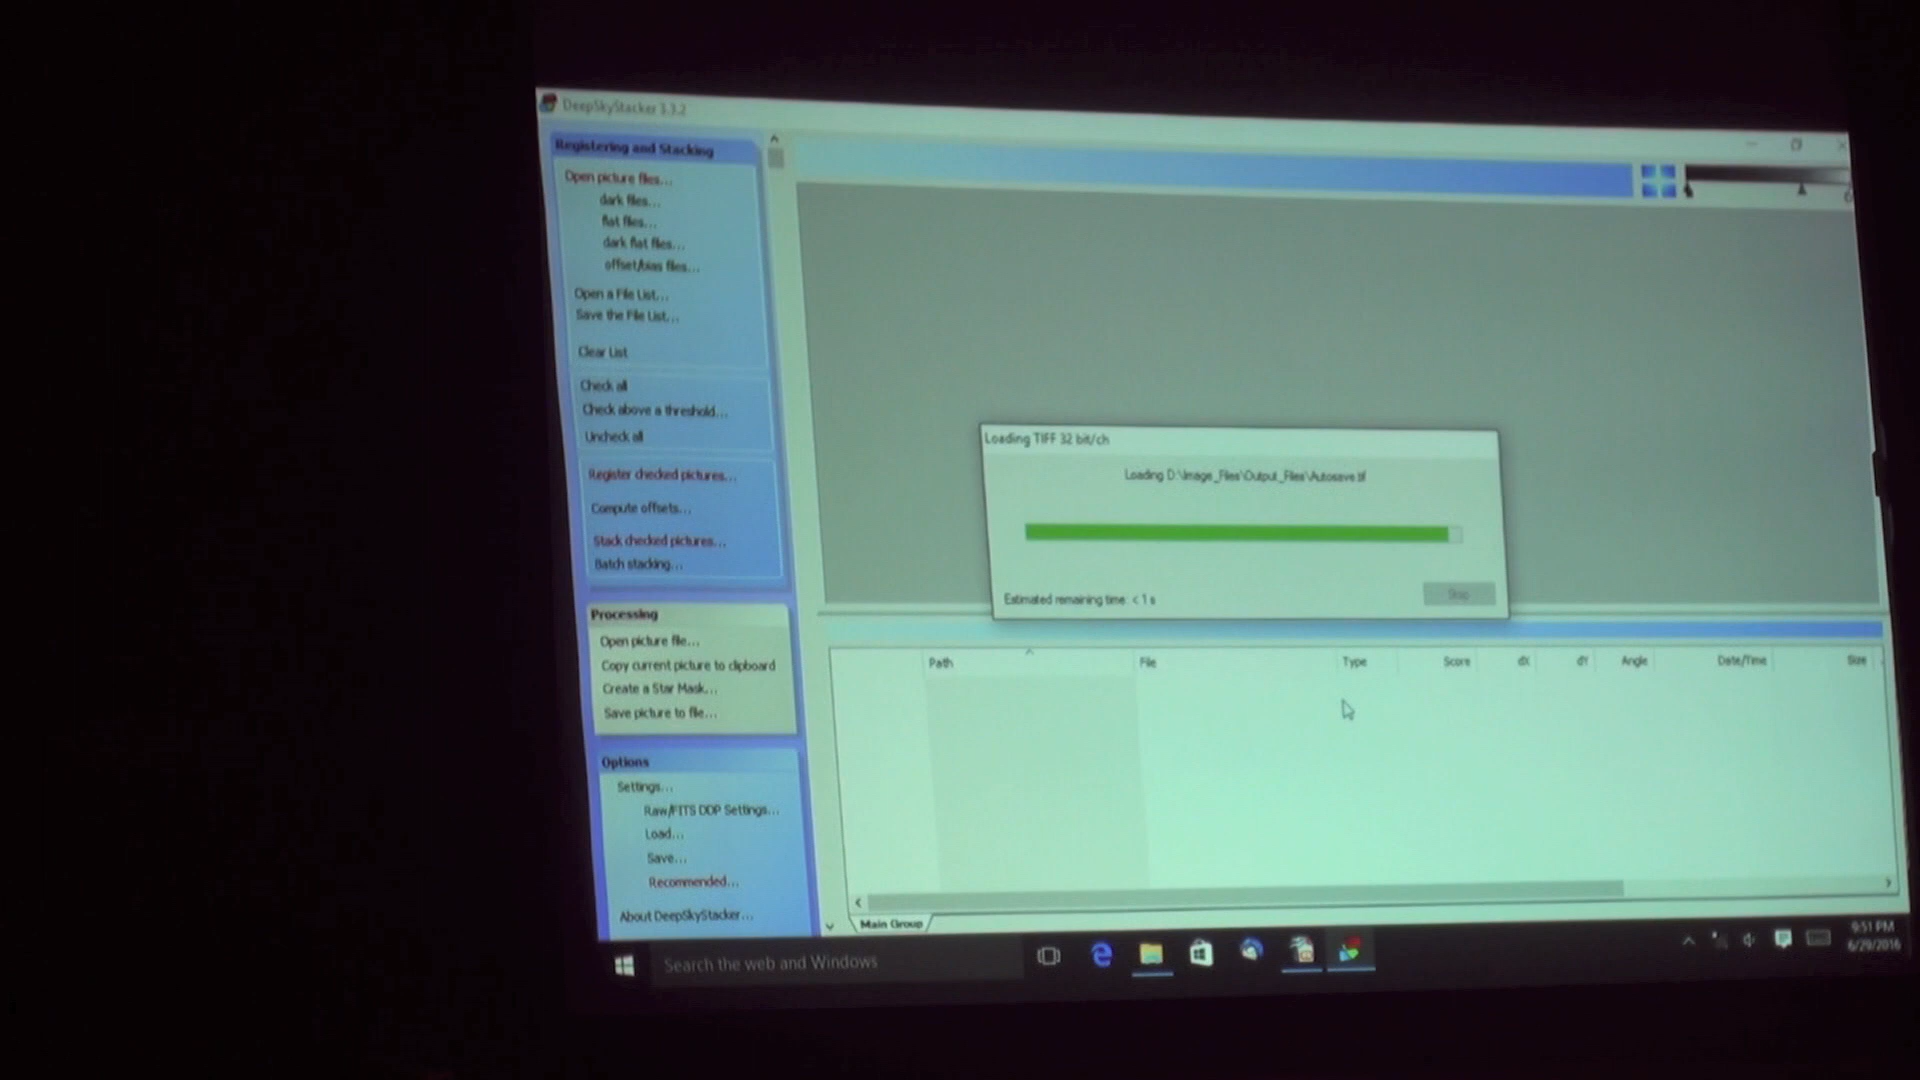 DeepSkyStacker 3.3.2
Registering and Stacking
Open picture files...
dark files...
flat files...
dark flat files...
offset/bias files...
Open a File List...
Save the File List...
Clear List
Check all
Check above a threshold...
Uncheck all
Register checked pictures...
Compute offsets...
Stack checked pictures...
Batch stacking...
Processing
Open picture file...
Copy current picture to clipboard
Create a Star Mask...
Save picture to file...
Options
Settings...
Raw/FITS DDP Settings...
Load...
Save...
Recommended...
About DeepSkyStacker...
Loading TIFF 32 bit/ch
Loading D:\Image_Files\Output_Files\Autosave.tif
Estimated remaining time: < 1 s
Stop
Path File Type Score dX dY Angle Date/Time Size
Main Group
Search the web and Windows
9:51 PM
6/29/2016